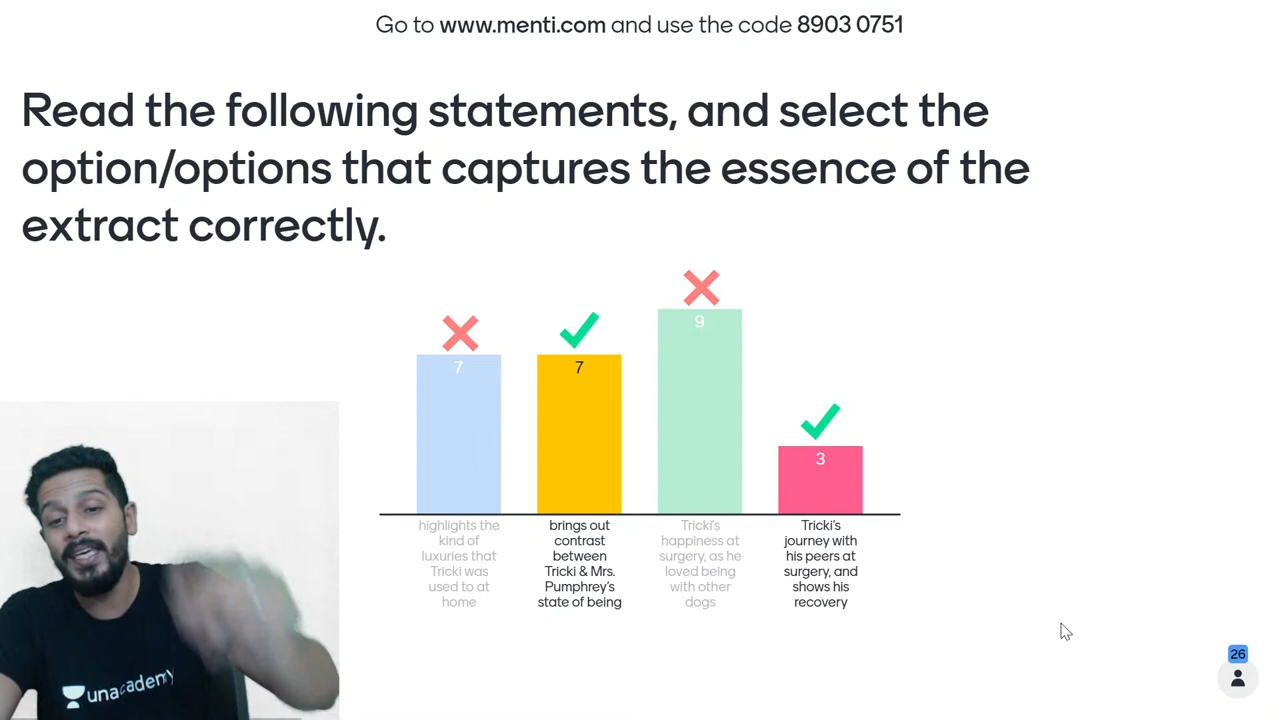 Go to www.menti.com and use the code 8903 0751
Read the following statements, and select the
option/options that captures the essence of the
extract correctly.
7
7
9
3
highlights the
kind of
luxuries that
Tricki was
used to at
home
brings out
contrast
between
Tricki & Mrs.
Pumphrey's
state of being
Tricki's
happiness at
surgery, as he
loved being
with other
dogs
Tricki's
journey with
his peers at
surgery, and
shows his
recovery
unacademy
26